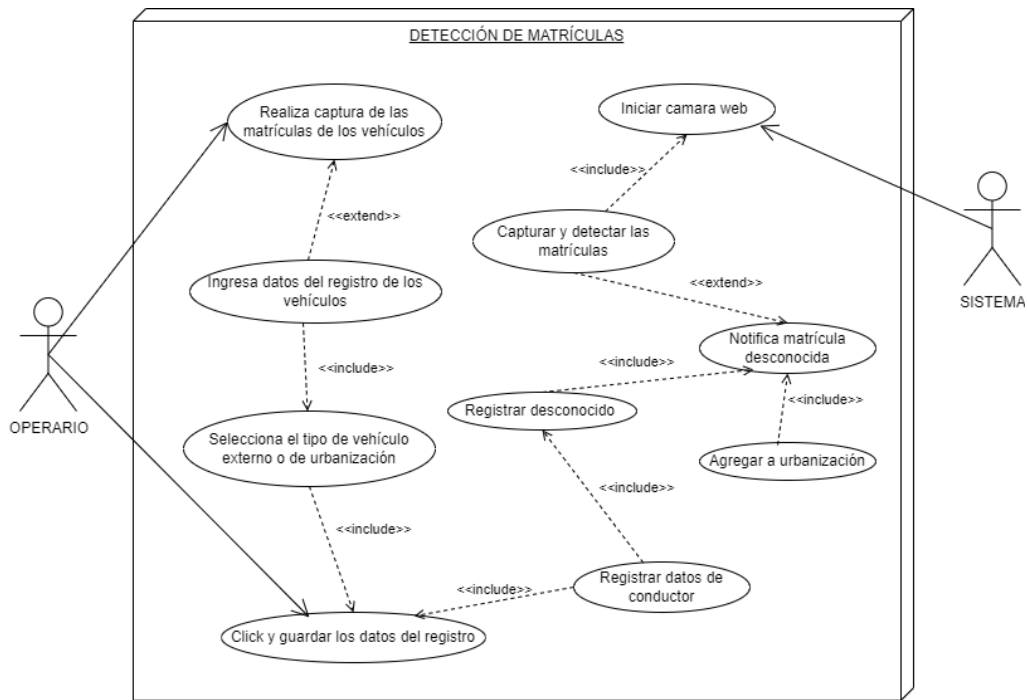 DETECCIÓN DE MATRÍCULAS
Realiza captura de las
matrículas de los vehículos
Iniciar camara web
<<include>>
<<extend>>
Capturar y detectar las
matrículas
Ingresa datos del registro de los
vehículos
<<extend>>
SISTEMA
Notifica matrícula
desconocida
<<include>>
<<include>>
<<include>>
OPERARIO
Registrar desconocido
Selecciona el tipo de vehículo
externo o de urbanización
Agregar a urbanización
<<include>>
<<include>>
Registrar datos de
conductor
<<include>>
Click y guardar los datos del registro